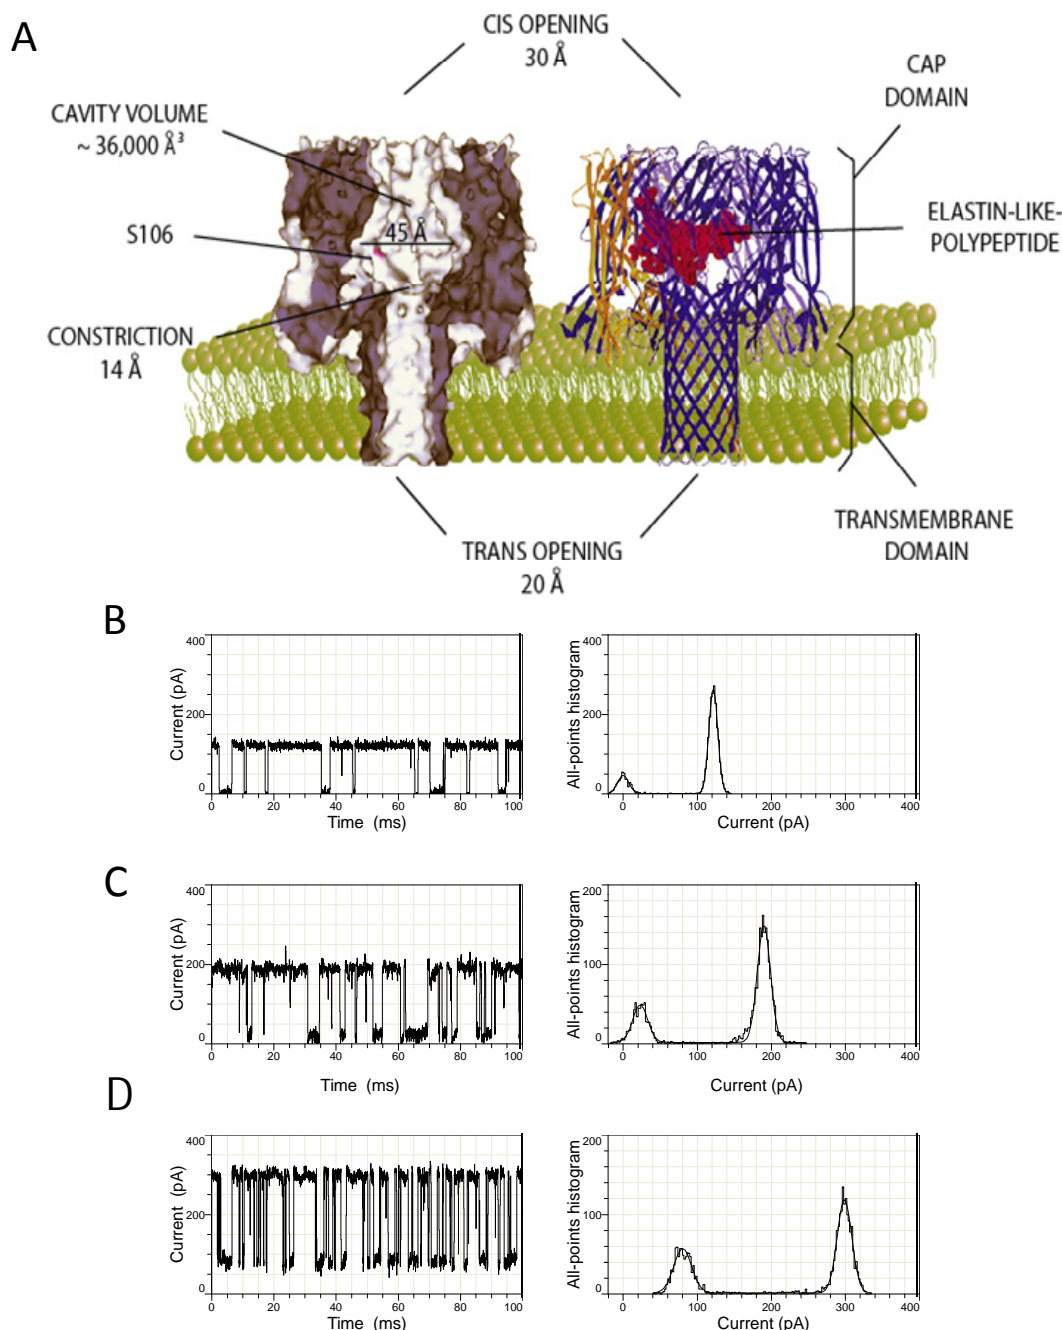 A
CIS OPENING
30 Å
CAP
DOMAIN
CAVITY VOLUME
~ 36,000 Å³
ELASTIN-LIKE-
POLYPEPTIDE
S106
45 Å
CONSTRICTION
14 Å
TRANSMEMBRANE
DOMAIN
TRANS OPENING
20 Å
B
Current (pA)
400
200
0
0 20 40 60 80 100
Time (ms)
All-points histogram
400
200
0
0 100 200 300 400
Current (pA)
C
Current (pA)
400
200
0
0 20 40 60 80 100
Time (ms)
All-points histogram
200
100
0
0 100 200 300 400
Current (pA)
D
Current (pA)
400
200
0
0 20 40 60 80 100
Time (ms)
All-points histogram
200
100
0
0 100 200 300 400
Current (pA)